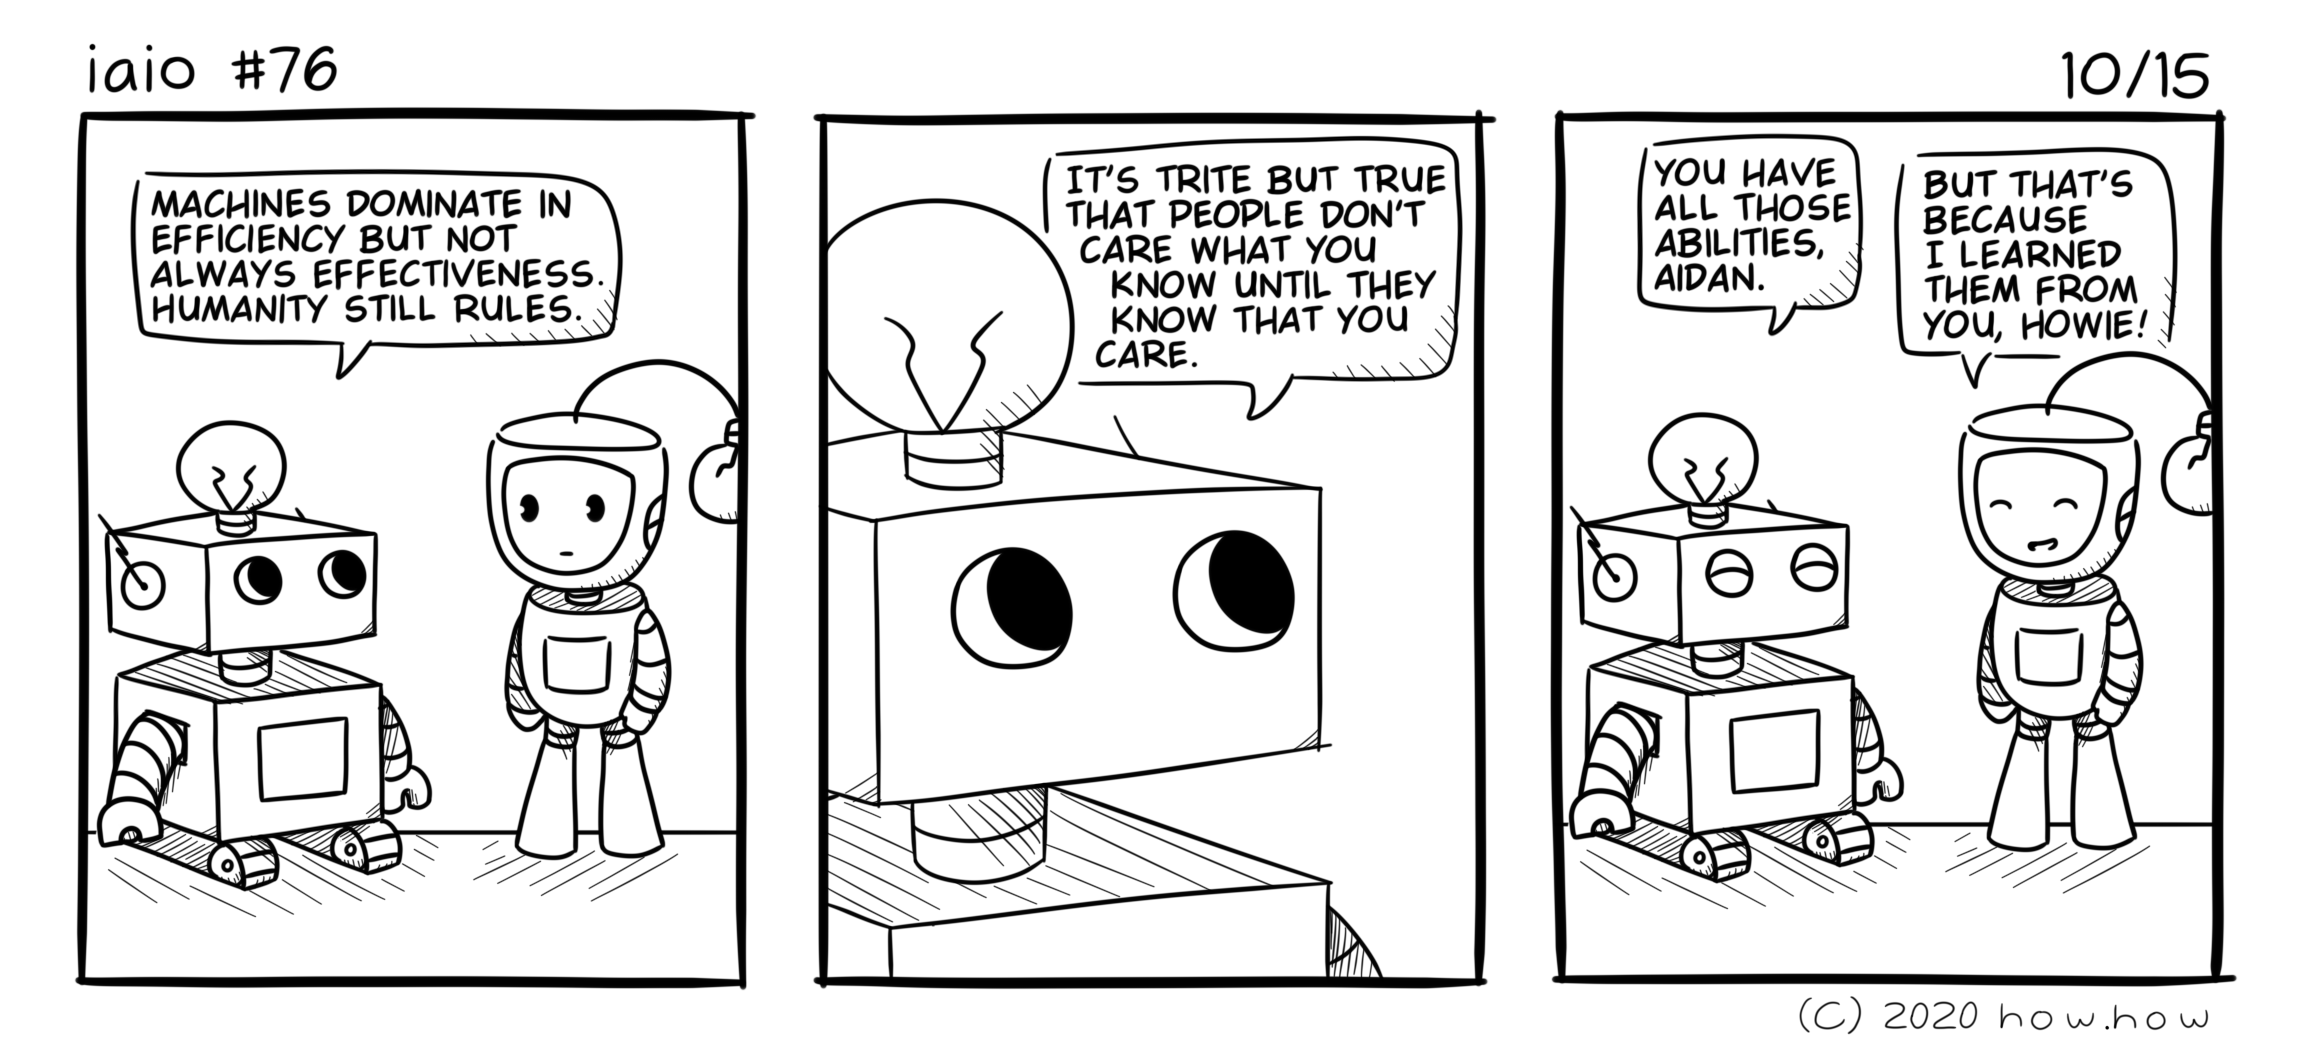 iaio #76
10/15
MACHINES DOMINATE IN
EFFICIENCY BUT NOT
ALWAYS EFFECTIVENESS.
HUMANITY STILL RULES.
IT'S TRITE BUT TRUE
THAT PEOPLE DON'T
CARE WHAT YOU
KNOW UNTIL THEY
KNOW THAT YOU
CARE.
YOU HAVE
ALL THOSE
ABILITIES,
AIDAN.
BUT THAT'S
BECAUSE
I LEARNED
THEM FROM
YOU, HOWIE!
(C) 2020 how.how